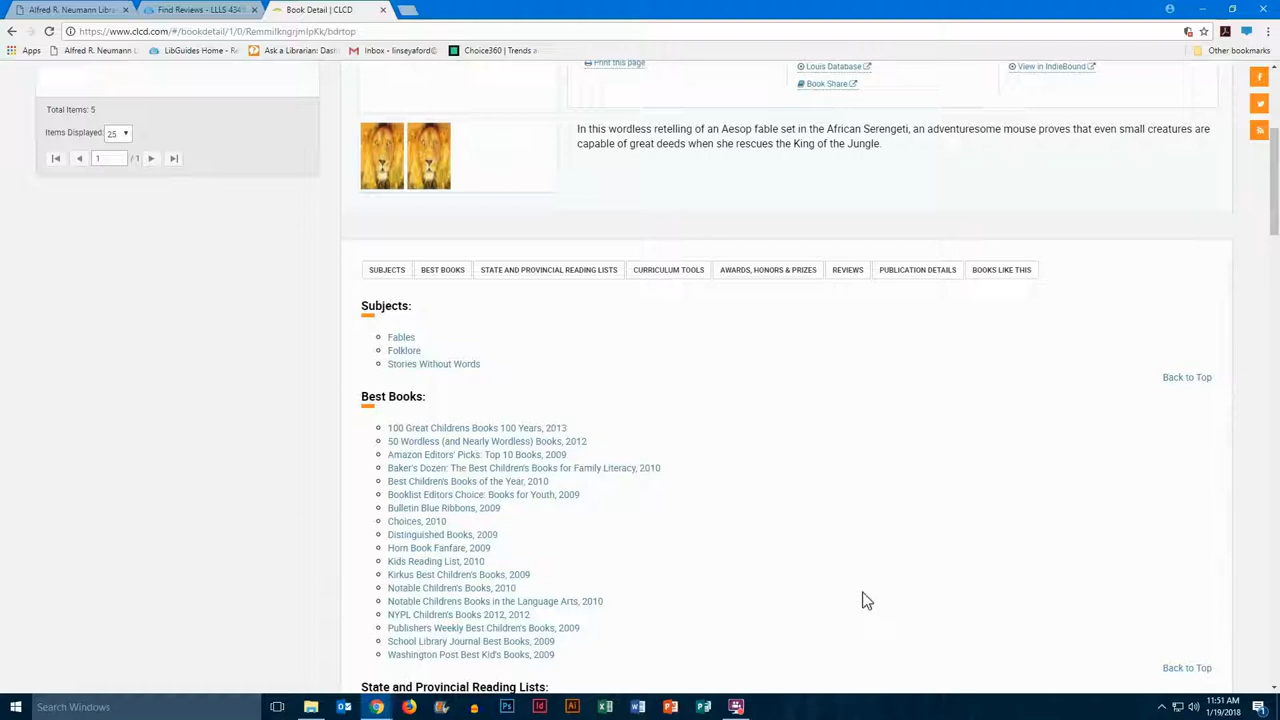 Alfred R. Neumann Libra
Find Reviews - LLLS 434
Book Detail | CLCD
https://www.clcd.com/#/bookdetail/1/0/RemmilkngrjmlpKk/bdrtop
Apps
Alfred R. Neumann L
LibGuides Home - Re
Ask a Librarian: Dashb
Inbox - linseyaford
Choice360 | Trends a
Other bookmarks
Total Items: 5
Items Displayed: 25
1 / 1
Print this page
Louis Database
Book Share
View in IndieBound
In this wordless retelling of an Aesop fable set in the African Serengeti, an adventuresome mouse proves that even small creatures are
capable of great deeds when she rescues the King of the Jungle.
SUBJECTS
BEST BOOKS
STATE AND PROVINCIAL READING LISTS
CURRICULUM TOOLS
AWARDS, HONORS & PRIZES
REVIEWS
PUBLICATION DETAILS
BOOKS LIKE THIS
Subjects:
Fables
Folklore
Stories Without Words
Back to Top
Best Books:
100 Great Childrens Books 100 Years, 2013
50 Wordless (and Nearly Wordless) Books, 2012
Amazon Editors' Picks: Top 10 Books, 2009
Baker's Dozen: The Best Children's Books for Family Literacy, 2010
Best Children's Books of the Year, 2010
Booklist Editors Choice: Books for Youth, 2009
Bulletin Blue Ribbons, 2009
Choices, 2010
Distinguished Books, 2009
Horn Book Fanfare, 2009
Kids Reading List, 2010
Kirkus Best Children's Books, 2009
Notable Children's Books, 2010
Notable Childrens Books in the Language Arts, 2010
NYPL Children's Books 2012, 2012
Publishers Weekly Best Children's Books, 2009
School Library Journal Best Books, 2009
Washington Post Best Kid's Books, 2009
Back to Top
State and Provincial Reading Lists:
Search Windows
11:51 AM
1/19/2018